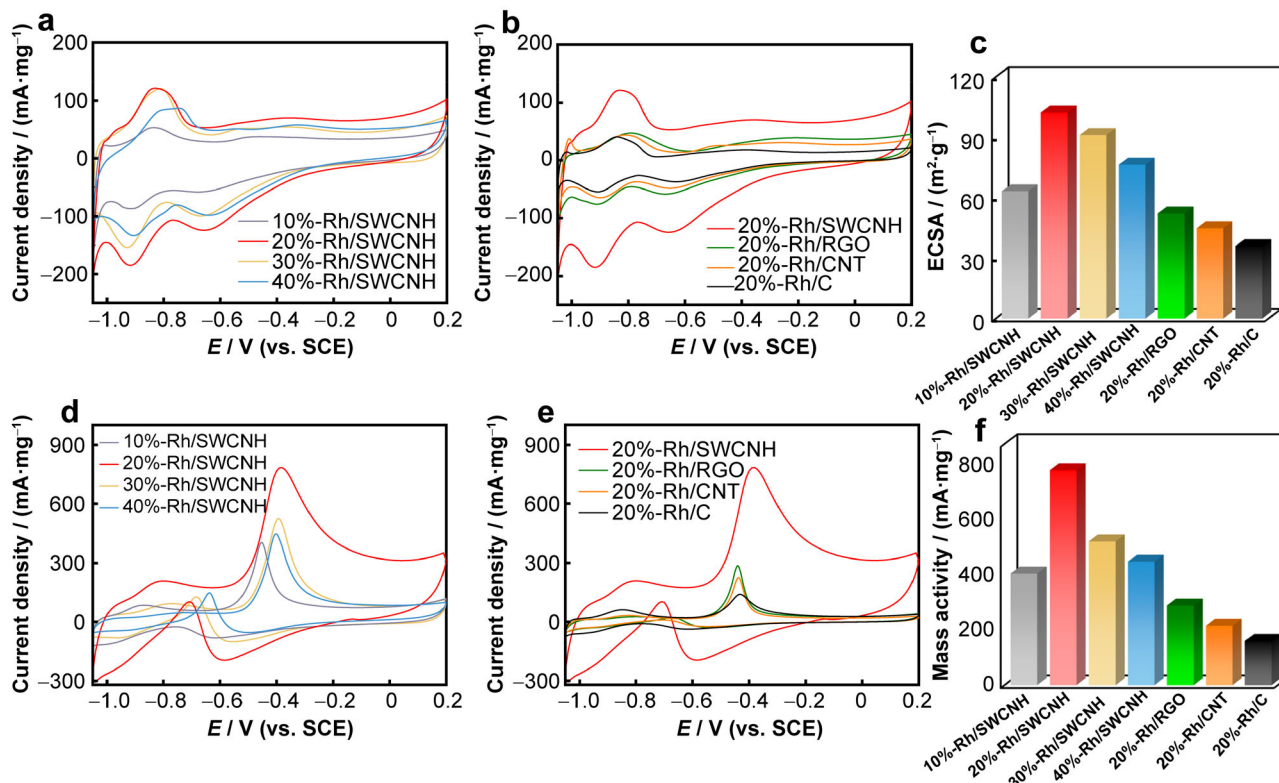 a
200
100
0
−100
−200
Current density / (mA·mg⁻¹)
10%-Rh/SWCNH
20%-Rh/SWCNH
30%-Rh/SWCNH
40%-Rh/SWCNH
−1.0 −0.8 −0.6 −0.4 −0.2 0 0.2
E / V (vs. SCE)
b
200
100
0
−100
−200
Current density / (mA·mg⁻¹)
20%-Rh/SWCNH
20%-Rh/RGO
20%-Rh/CNT
20%-Rh/C
−1.0 −0.8 −0.6 −0.4 −0.2 0 0.2
E / V (vs. SCE)
c
120
90
60
30
0
ECSA / (m²·g⁻¹)
10%-Rh/SWCNH
20%-Rh/SWCNH
30%-Rh/SWCNH
40%-Rh/SWCNH
20%-Rh/RGO
20%-Rh/CNT
20%-Rh/C
d
900
600
300
0
−300
Current density / (mA·mg⁻¹)
10%-Rh/SWCNH
20%-Rh/SWCNH
30%-Rh/SWCNH
40%-Rh/SWCNH
−1.0 −0.8 −0.6 −0.4 −0.2 0 0.2
E / V (vs. SCE)
e
900
600
300
0
−300
Current density / (mA·mg⁻¹)
20%-Rh/SWCNH
20%-Rh/RGO
20%-Rh/CNT
20%-Rh/C
−1.0 −0.8 −0.6 −0.4 −0.2 0 0.2
E / V (vs. SCE)
f
800
600
400
200
0
Mass activity / (mA·mg⁻¹)
10%-Rh/SWCNH
20%-Rh/SWCNH
30%-Rh/SWCNH
40%-Rh/SWCNH
20%-Rh/RGO
20%-Rh/CNT
20%-Rh/C